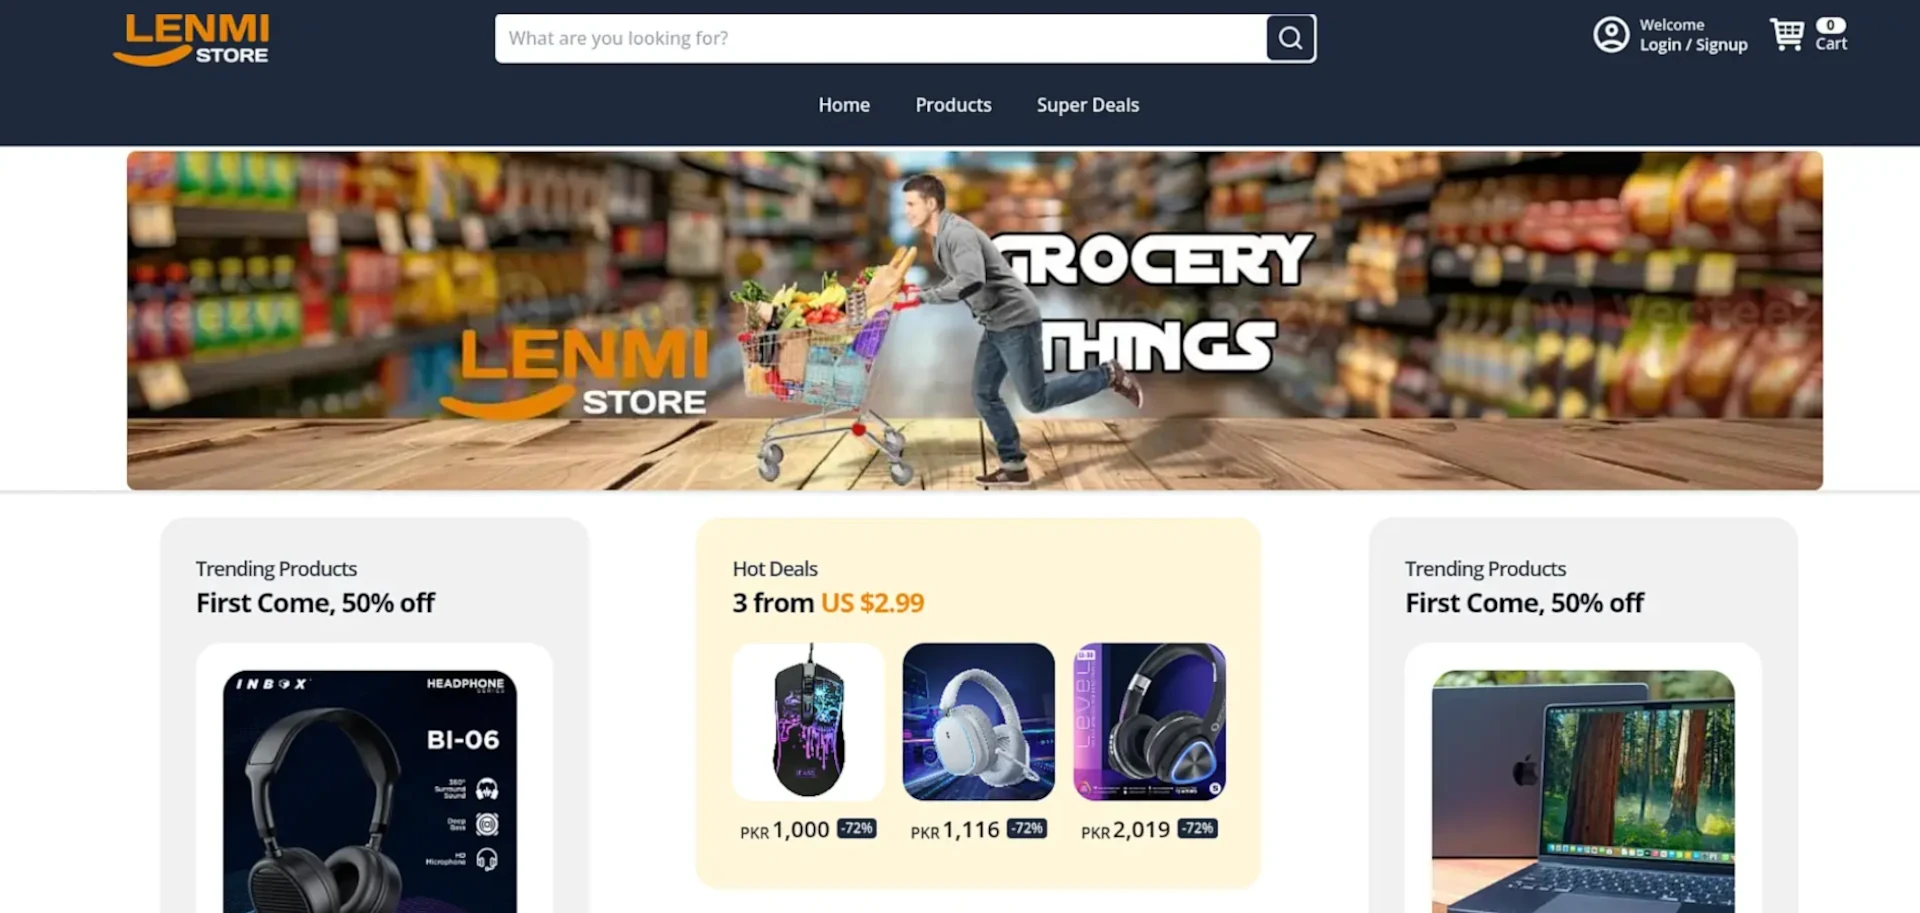 LENMI
STORE
What are you looking for?
Welcome
Login / Signup
0
Cart
Home
Products
Super Deals
GROCERY
THINGS
LENMI
STORE
Vecteezy
Trending Products
First Come, 50% off
INBOX
HEADPHONE
SERIES
BI-06
360°
Surround
Sound
Deep
Bass
HD
Microphone
Hot Deals
3 from US $2.99
Level
PKR 1,000 -72%
PKR 1,116 -72%
PKR 2,019 -72%
Trending Products
First Come, 50% off